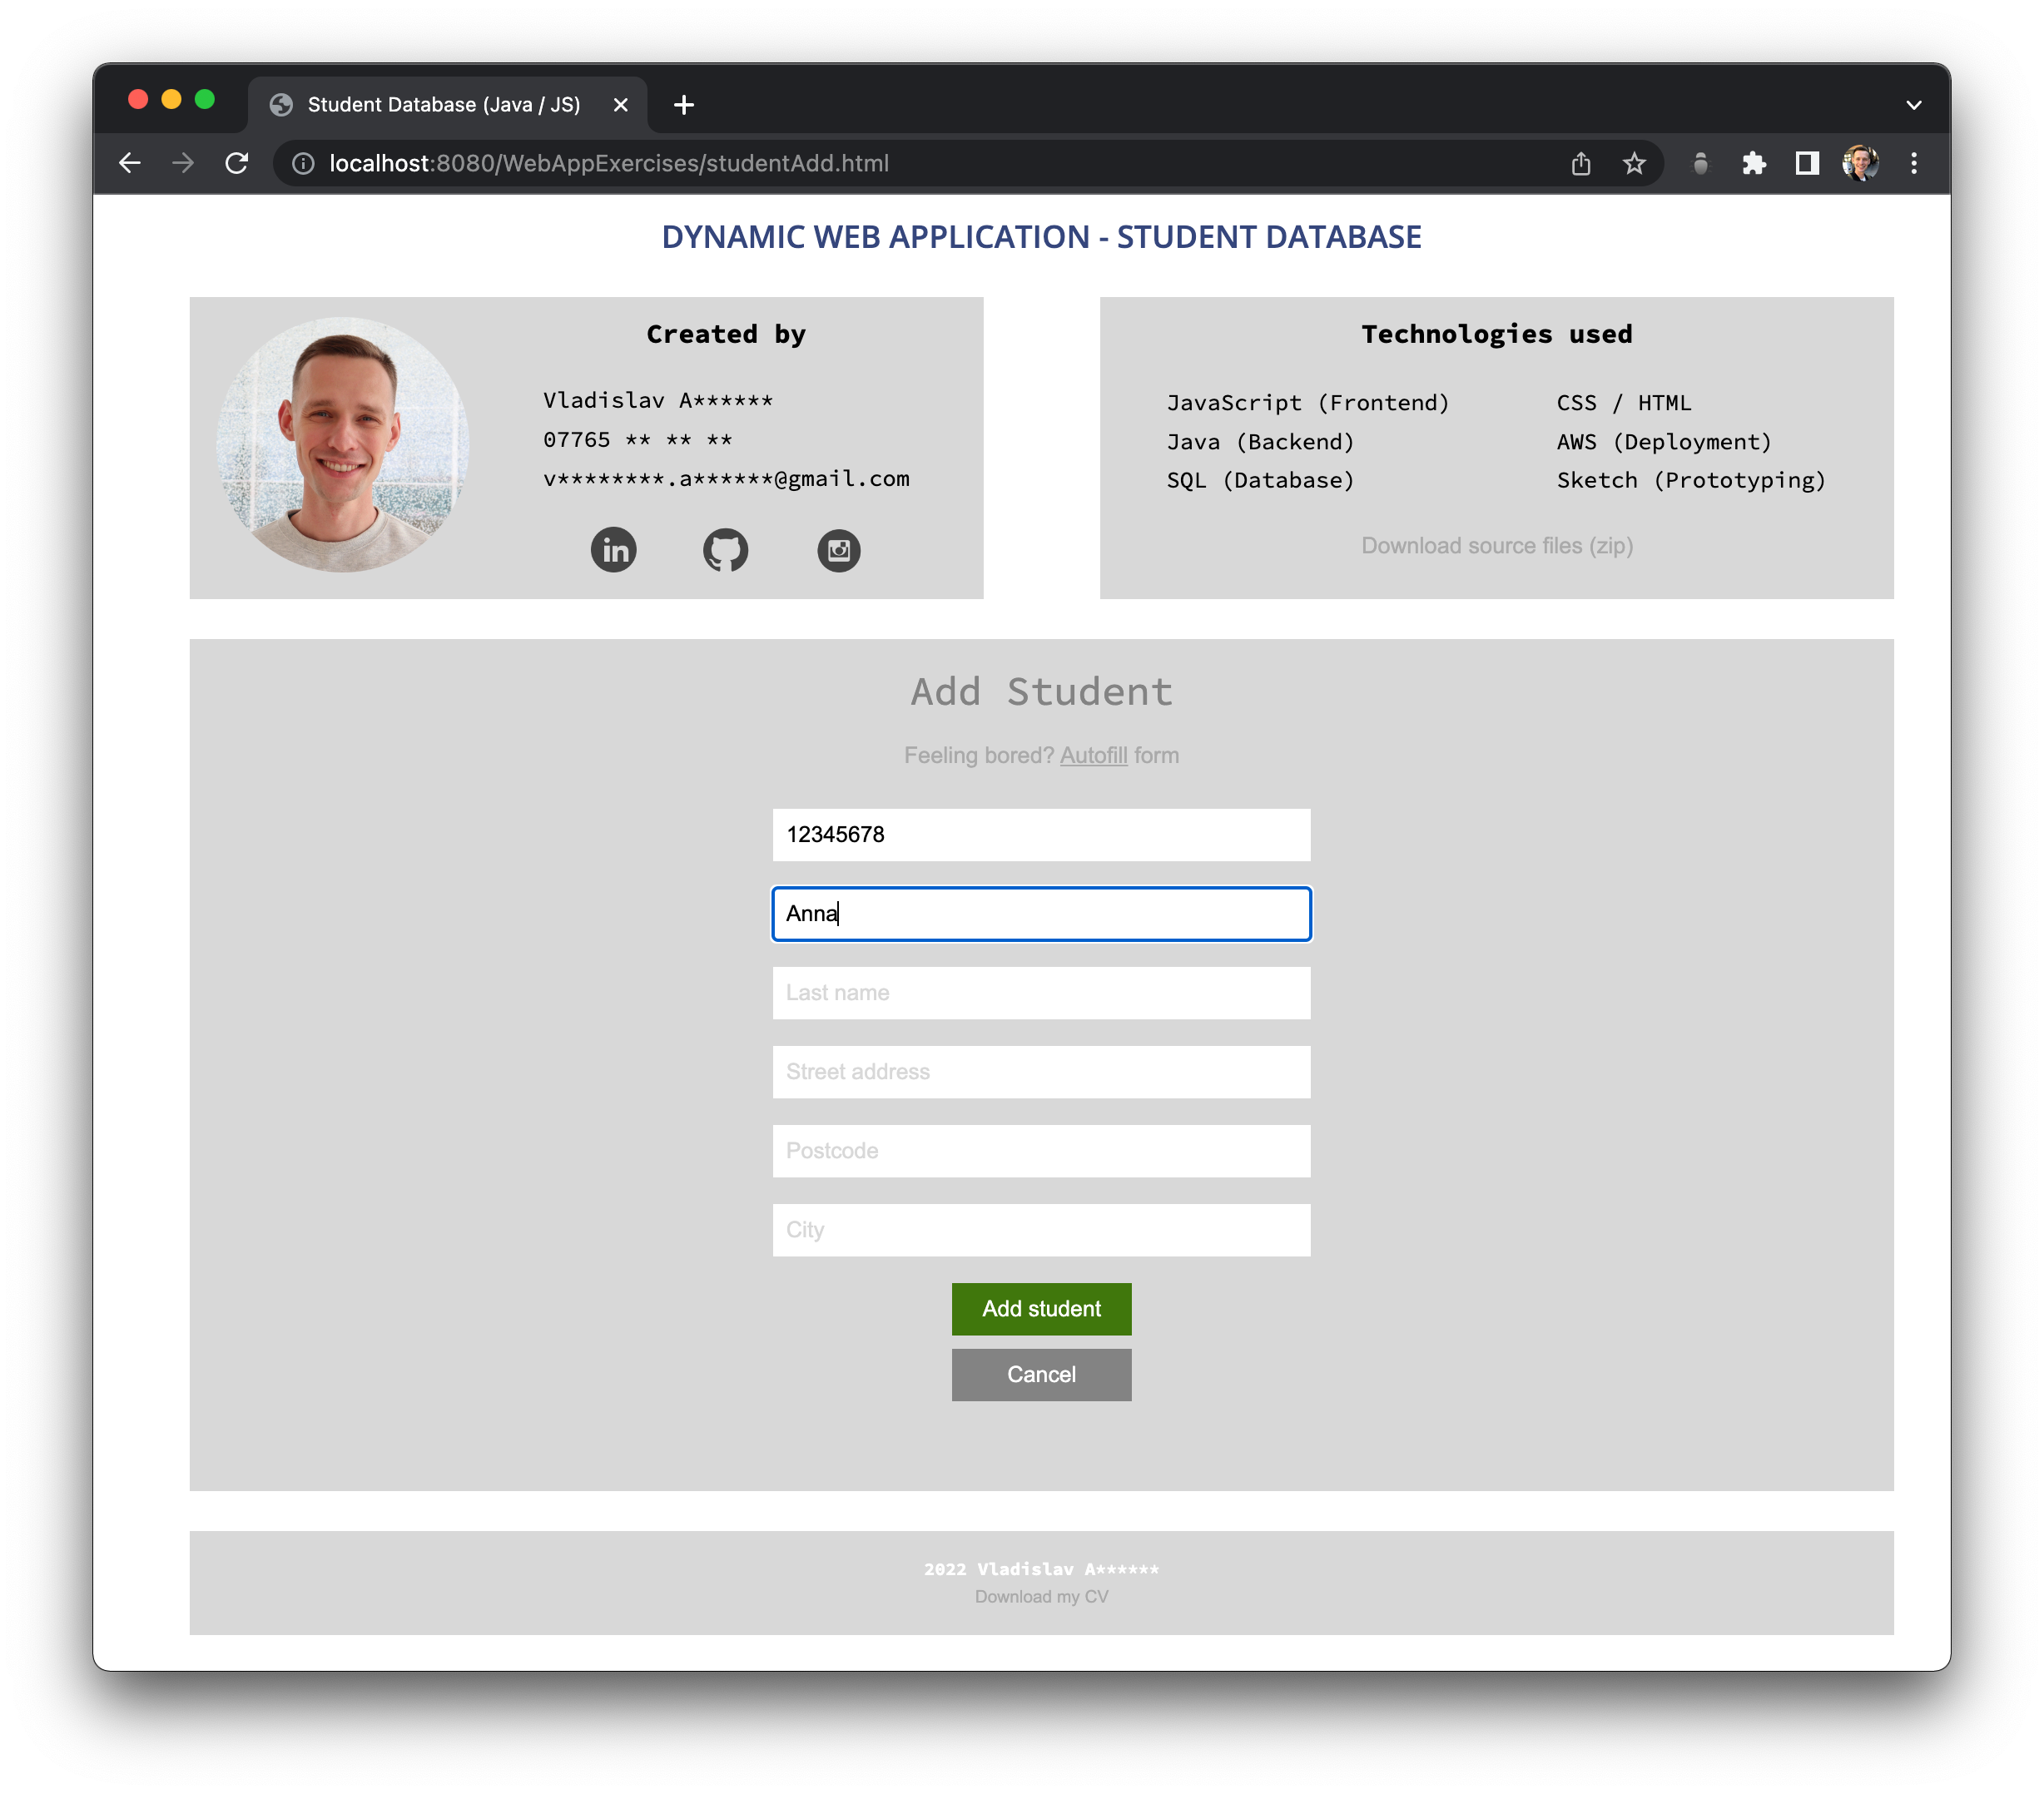 Student Database (Java / JS)
localhost:8080/WebAppExercises/studentAdd.html
DYNAMIC WEB APPLICATION - STUDENT DATABASE
Created by
Vladislav A******
07765 ** ** **
v********.a******@gmail.com
in
Technologies used
JavaScript (Frontend)
Java (Backend)
SQL (Database)
CSS / HTML
AWS (Deployment)
Sketch (Prototyping)
Download source files (zip)
Add Student
Feeling bored? Autofill form
12345678
Anna
Last name
Street address
Postcode
City
Add student
Cancel
2022 Vladislav A******
Download my CV